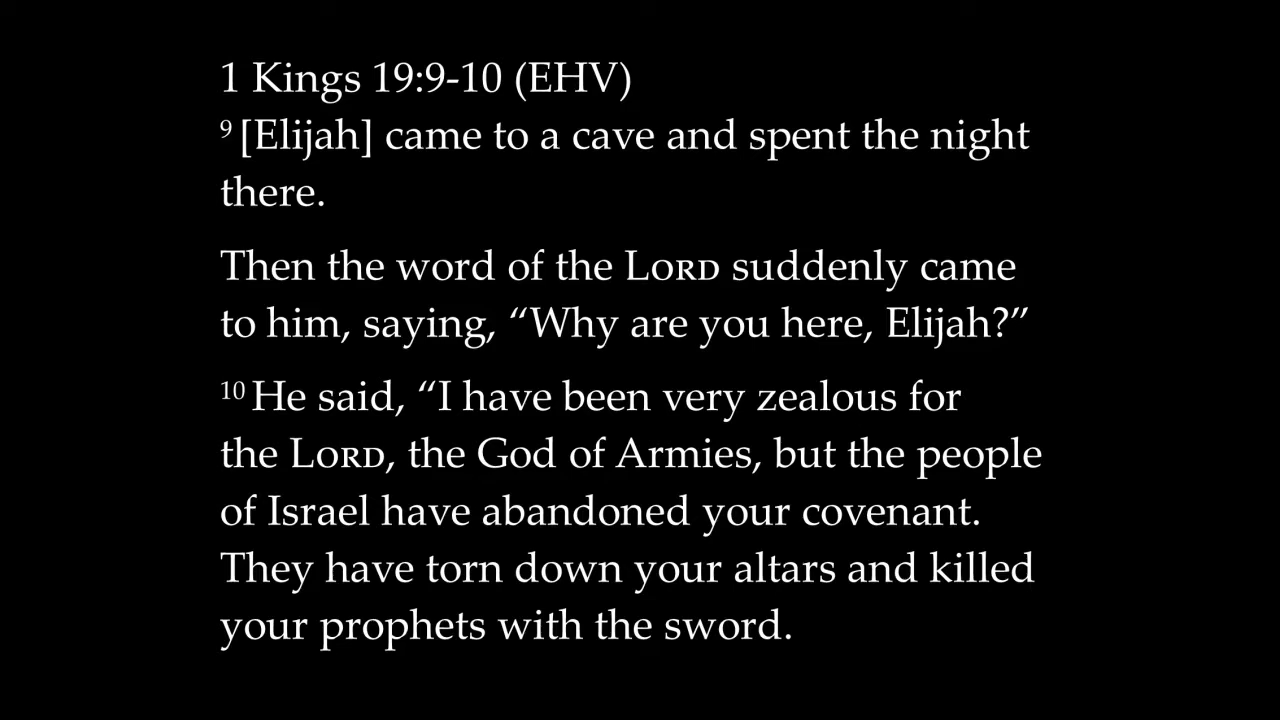 1 Kings 19:9-10 (EHV)
9 [Elijah] came to a cave and spent the night
there.
Then the word of the LORD suddenly came
to him, saying, “Why are you here, Elijah?”
10 He said, “I have been very zealous for
the LORD, the God of Armies, but the people
of Israel have abandoned your covenant.
They have torn down your altars and killed
your prophets with the sword.